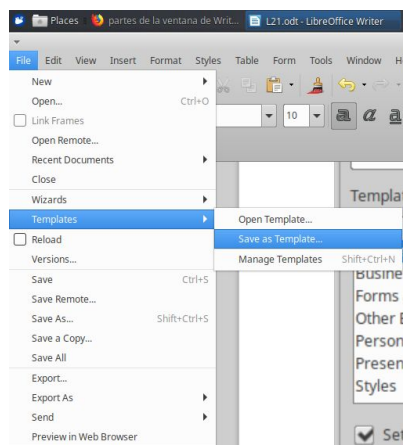 Places partes de la ventana de Writ... L21.odt - LibreOffice Writer
File Edit View Insert Format Styles Table Form Tools Window H
New
Open... Ctrl+O
Link Frames
Open Remote...
Recent Documents
Close
Wizards
Templates
Reload
Versions...
Save Ctrl+S
Save Remote...
Save As... Shift+Ctrl+S
Save a Copy...
Save All
Export...
Export As
Send
Preview in Web Browser
Open Template...
Save as Template...
Manage Templates Shift+Ctrl+N
10 a a a
Templa
Busine
Forms
Other B
Person
Presen
Styles
Set